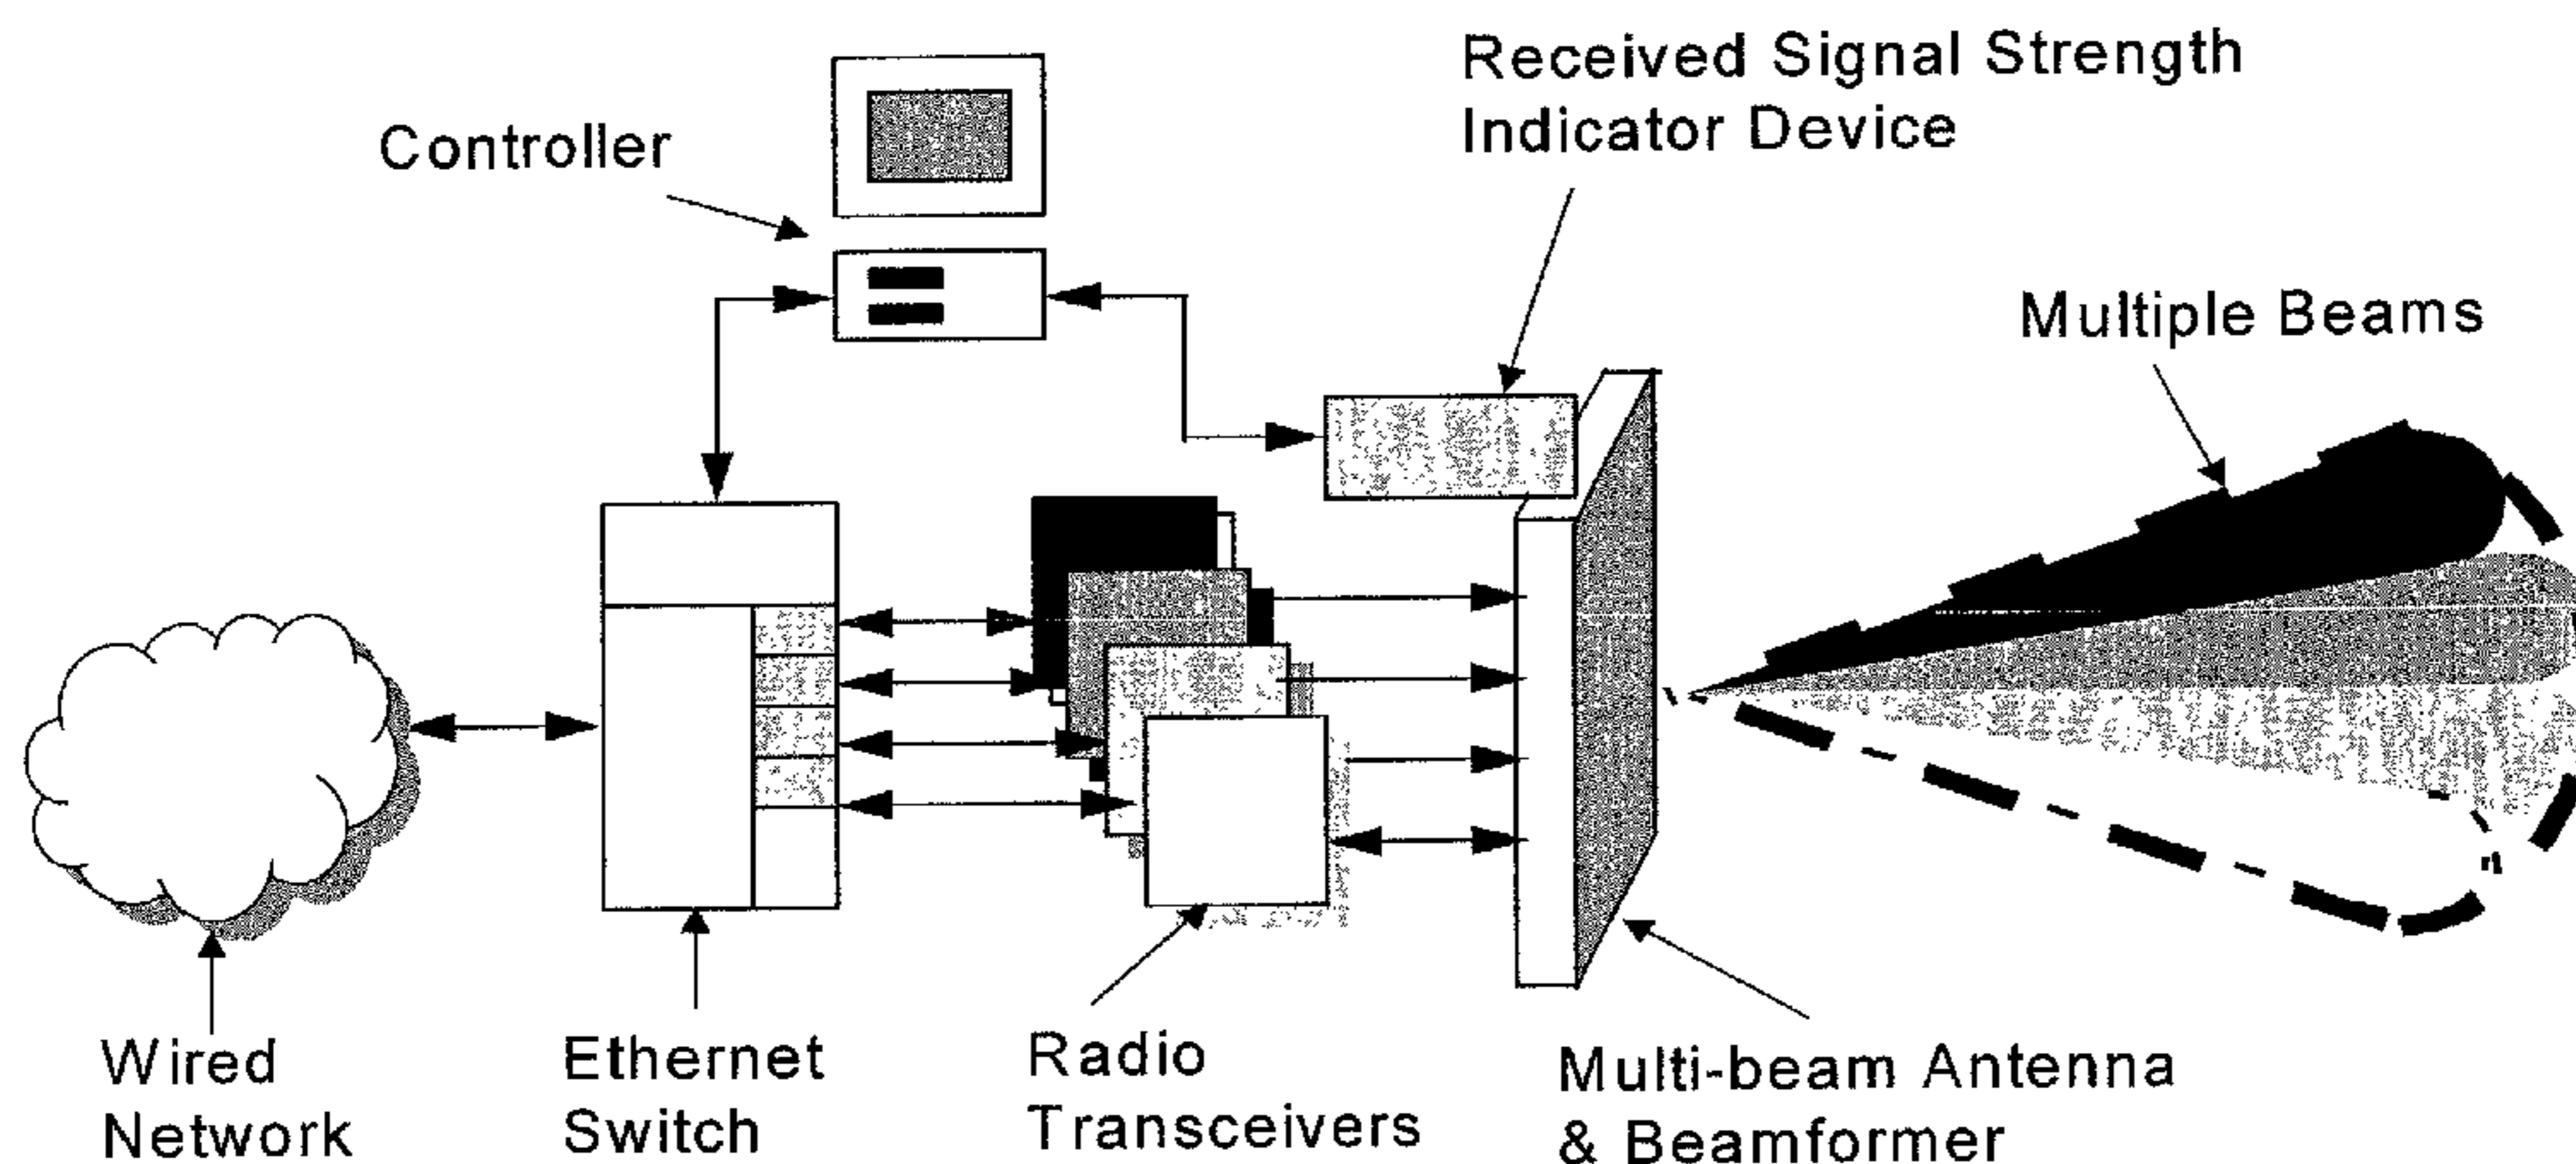 Received Signal Strength
Indicator Device
Controller
Multiple Beams
Wired
Network
Ethernet
Switch
Radio
Transceivers
Multi-beam Antenna
& Beamformer